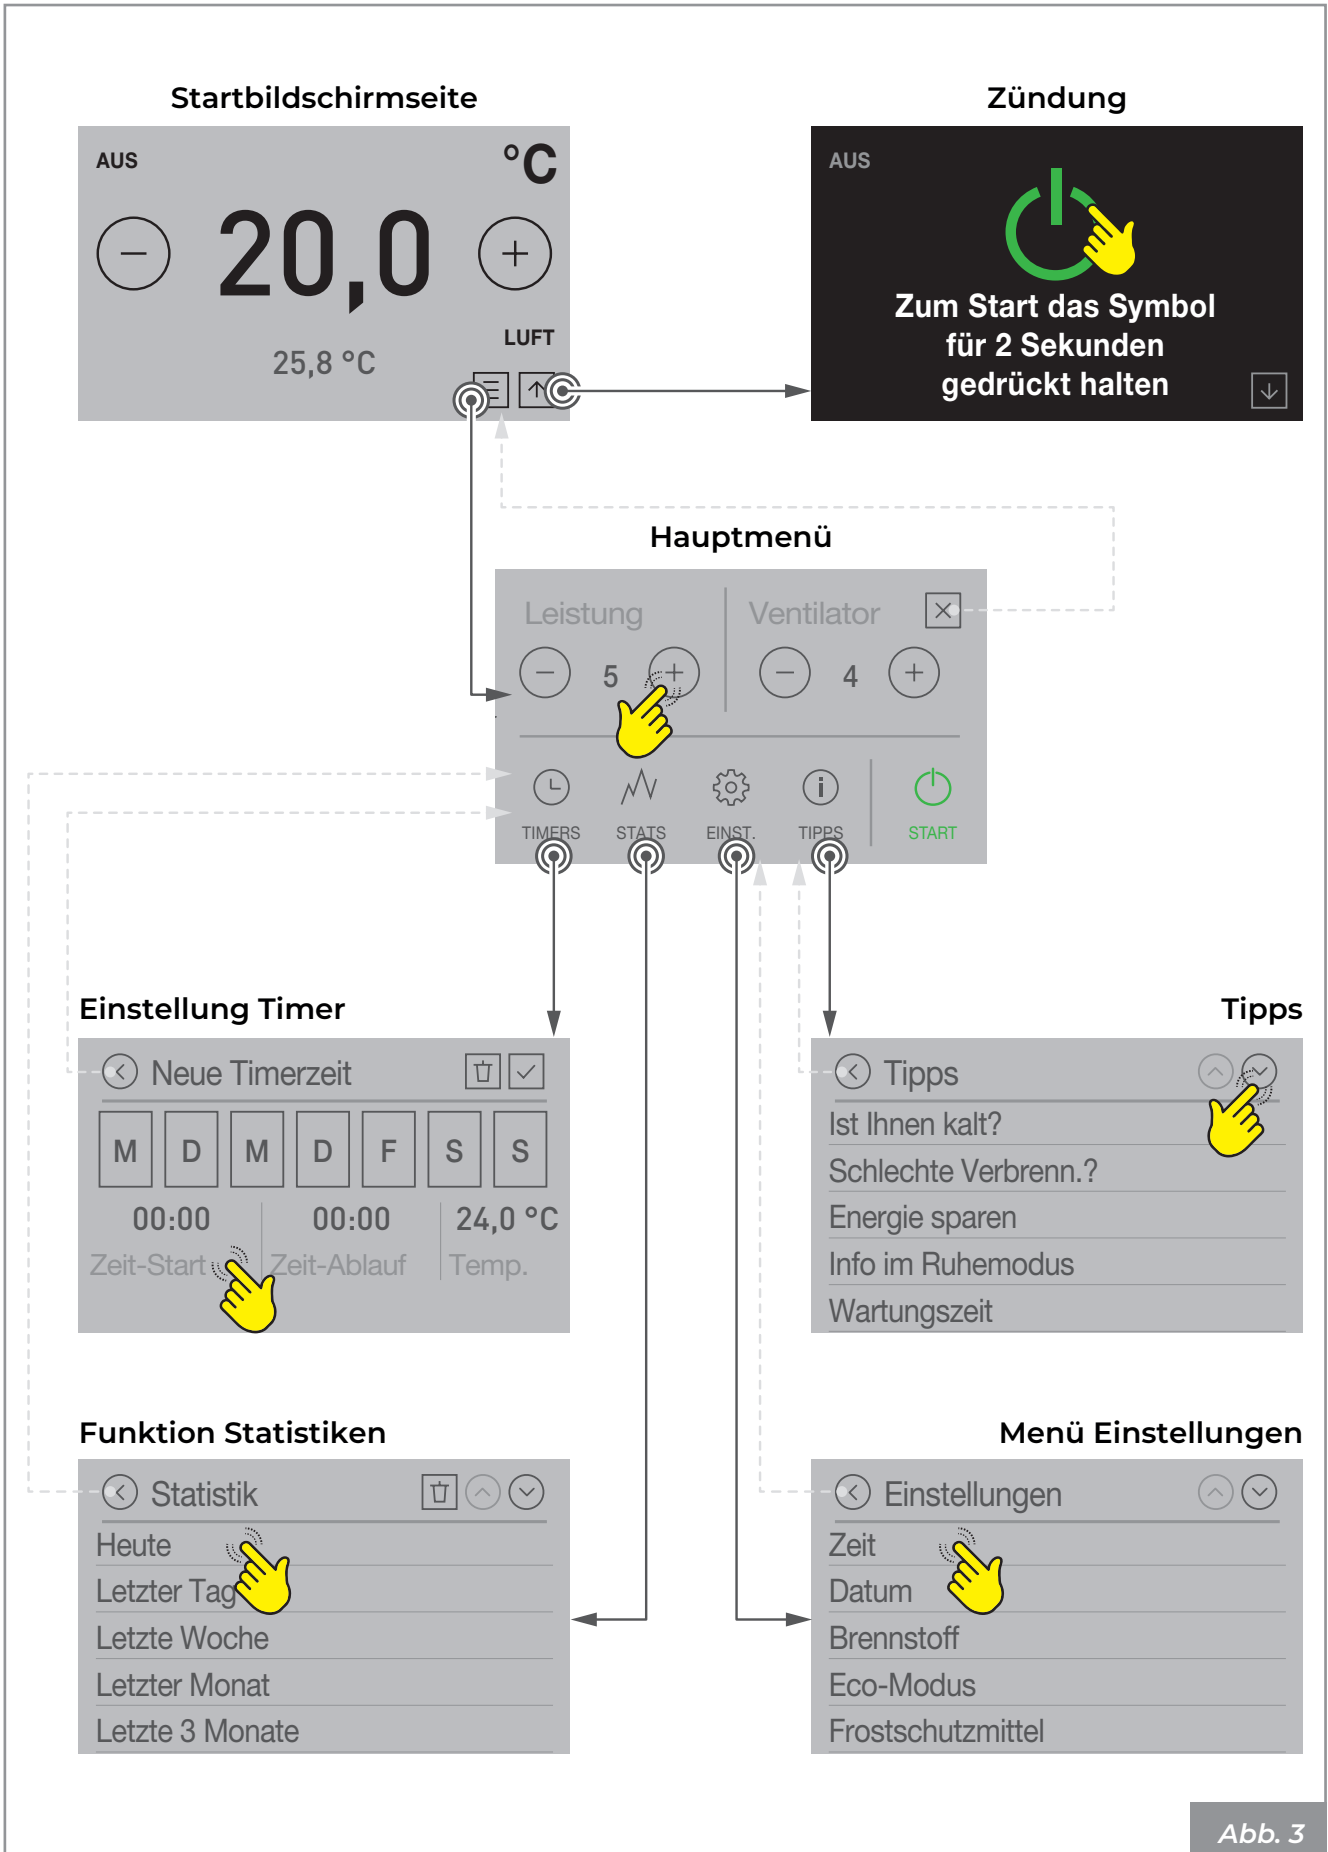 Startbildschirmseite
AUS
°C
20,0
LUFT
25,8 °C
Zündung
AUS
Zum Start das Symbol
für 2 Sekunden
gedrückt halten
Hauptmenü
Leistung
Ventilator
5
4
TIMERS
STATS
EINST.
TIPPS
START
Einstellung Timer
Neue Timerzeit
M D M D F S S
00:00
00:00
24,0 °C
Zeit-Start
Zeit-Ablauf
Temp.
Tipps
Tipps
Ist Ihnen kalt?
Schlechte Verbrenn.?
Energie sparen
Info im Ruhemodus
Wartungszeit
Funktion Statistiken
Statistik
Heute
Letzter Tag
Letzte Woche
Letzter Monat
Letzte 3 Monate
Menü Einstellungen
Einstellungen
Zeit
Datum
Brennstoff
Eco-Modus
Frostschutzmittel
Abb. 3